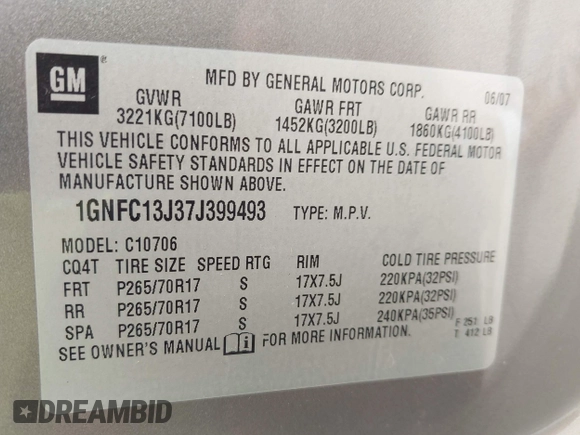 GM ®
MFD BY GENERAL MOTORS CORP. 06/07
GVWR GAWR FRT GAWR RR
3221KG(7100LB) 1452KG(3200LB) 1860KG(4100LB)
THIS VEHICLE CONFORMS TO ALL APPLICABLE U.S. FEDERAL MOTOR
VEHICLE SAFETY STANDARDS IN EFFECT ON THE DATE OF
MANUFACTURE SHOWN ABOVE.
1GNFC13J37J399493 TYPE: M.P.V.
MODEL: C10706
CQ4T TIRE SIZE SPEED RTG RIM COLD TIRE PRESSURE
FRT P265/70R17 S 17X7.5J 220KPA(32PSI)
RR P265/70R17 S 17X7.5J 220KPA(32PSI)
SPA P265/70R17 S 17X7.5J 240KPA(35PSI)
F 251 LB
SEE OWNER'S MANUAL i FOR MORE INFORMATION. T 412 LB
DREAMBID